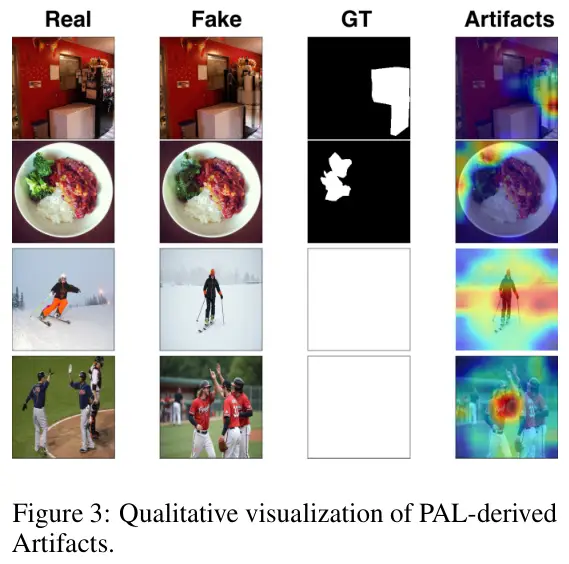 Real Fake GT Artifacts
Figure 3: Qualitative visualization of PAL-derived
Artifacts.